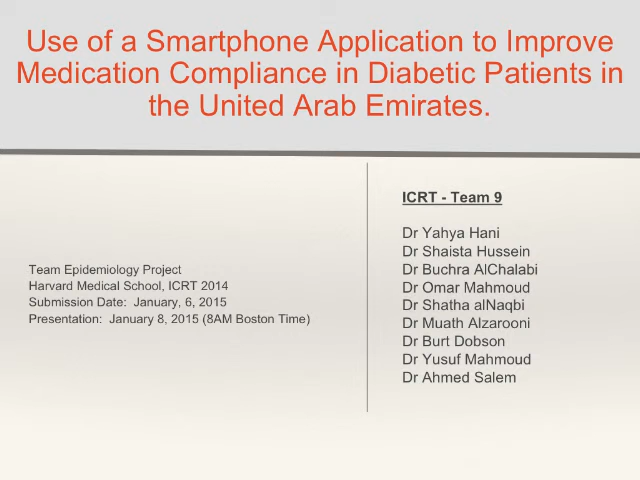 Use of a Smartphone Application to Improve
Medication Compliance in Diabetic Patients in
the United Arab Emirates.
Team Epidemiology Project
Harvard Medical School, ICRT 2014
Submission Date:  January, 6, 2015
Presentation:  January 8, 2015 (8AM Boston Time)
ICRT - Team 9
Dr Yahya Hani
Dr Shaista Hussein
Dr Buchra AlChalabi
Dr Omar Mahmoud
Dr Shatha alNaqbi
Dr Muath Alzarooni
Dr Burt Dobson
Dr Yusuf Mahmoud
Dr Ahmed Salem